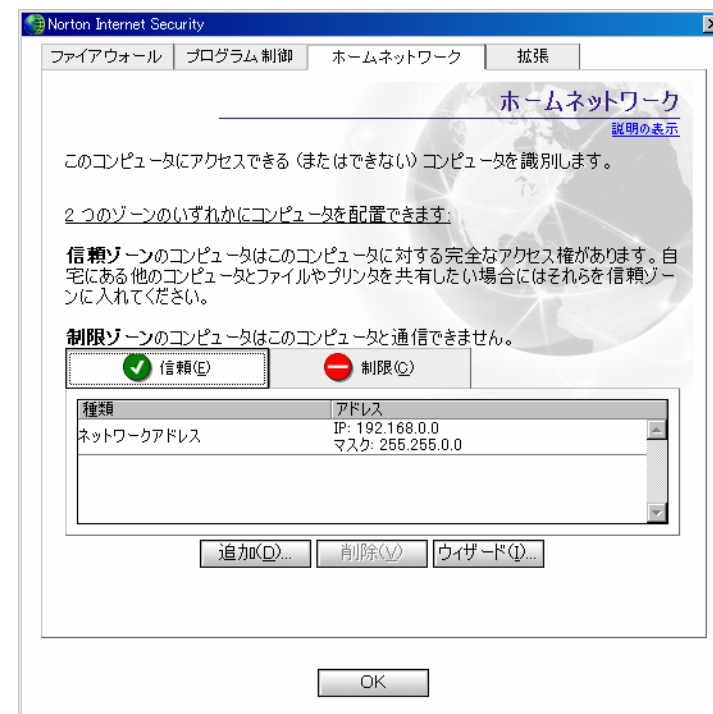 Norton Internet Security
ファイアウォール プログラム制御 ホームネットワーク 拡張
ホームネットワーク
説明の表示
このコンピュータにアクセスできる (またはできない) コンピュータを識別します。
2 つのゾーンのいずれかにコンピュータを配置できます:
信頼ゾーンのコンピュータはこのコンピュータに対する完全なアクセス権があります。自
宅にある他のコンピュータとファイルやプリンタを共有したい場合にはそれらを信頼ゾー
ンに入れてください。
制限ゾーンのコンピュータはこのコンピュータと通信できません。
信頼(E) 制限(C)
種類 アドレス
ネットワークアドレス IP: 192.168.0.0
マスク: 255.255.0.0
追加(D)... 削除(V) ウィザード(I)...
OK